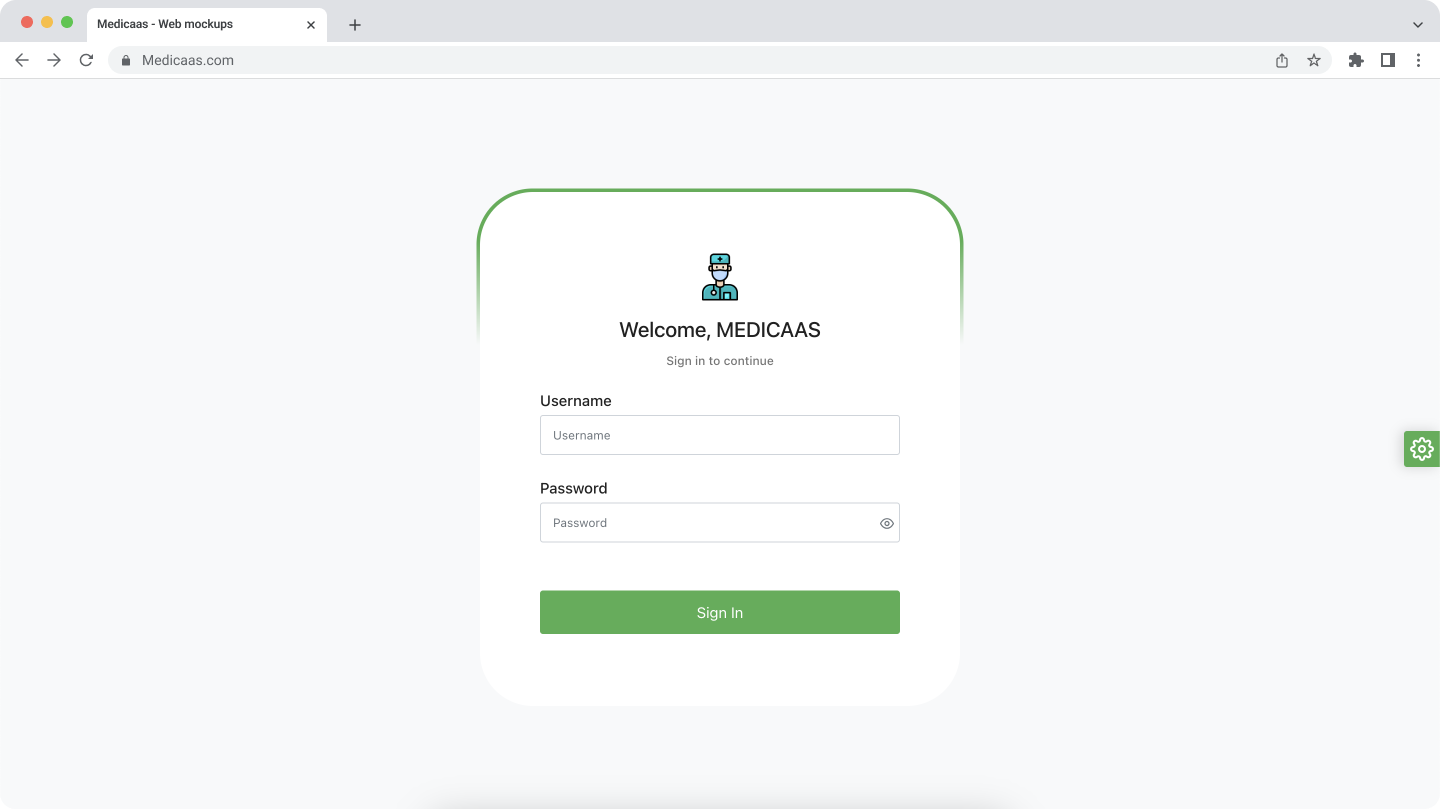 Medicaas - Web mockups
Medicaas.com
Welcome, MEDICAAS
Sign in to continue
Username
Username
Password
Password
Sign In